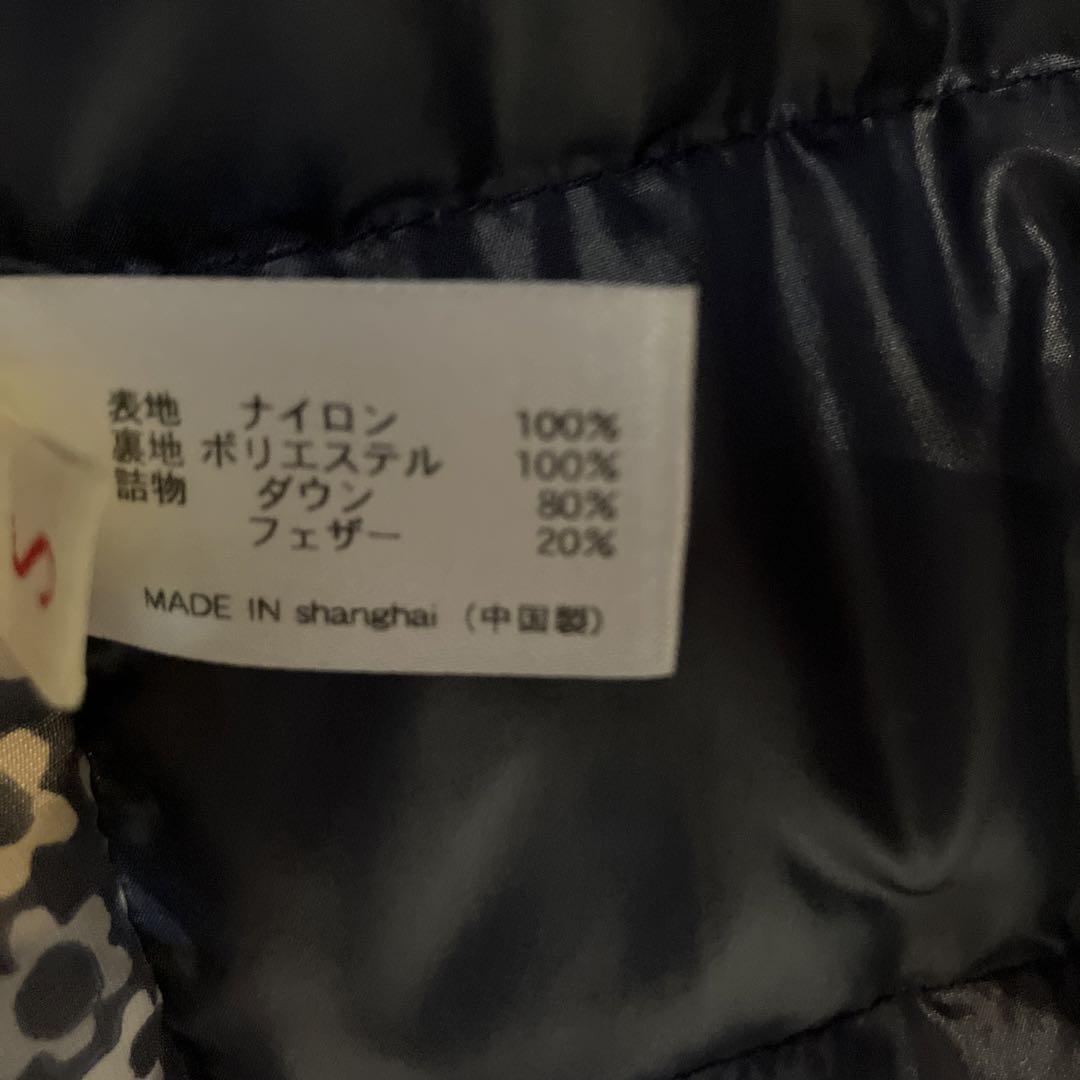 表地 ナイロン 100%
裏地 ポリエステル 100%
詰物 ダウン 80%
フェザー 20%
MADE IN shanghai (中国製)
S